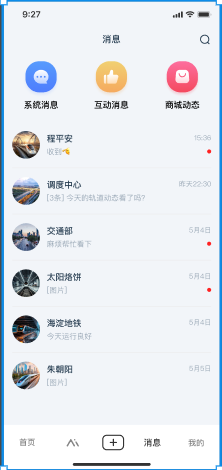 9:27
消息
系统消息
互动消息
商城动态
程平安
15:36
收到
调度中心
昨天22:30
[3条] 今天的轨道动态看了吗?
交通部
5月4日
麻烦帮忙看下
太阳烙饼
5月4日
[图片]
海淀地铁
5月4日
今天运行良好
朱朝阳
5月5日
[图片]
首页
消息
我的